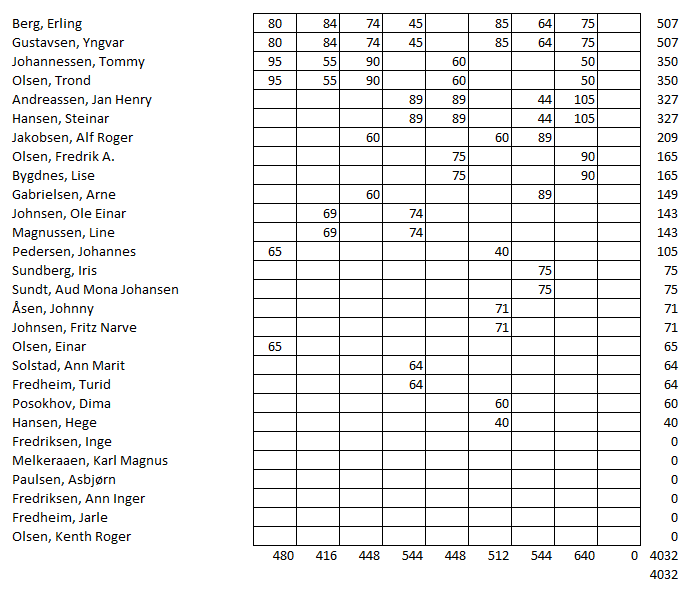 Berg, Erling 80 84 74 45 85 64 75 507
Gustavsen, Yngvar 80 84 74 45 85 64 75 507
Johannessen, Tommy 95 55 90 60 50 350
Olsen, Trond 95 55 90 60 50 350
Andreassen, Jan Henry 89 89 44 105 327
Hansen, Steinar 89 89 44 105 327
Jakobsen, Alf Roger 60 60 89 209
Olsen, Fredrik A. 75 90 165
Bygdnes, Lise 75 90 165
Gabrielsen, Arne 60 89 149
Johnsen, Ole Einar 69 74 143
Magnussen, Line 69 74 143
Pedersen, Johannes 65 40 105
Sundberg, Iris 75 75
Sundt, Aud Mona Johansen 75 75
Åsen, Johnny 71 71
Johnsen, Fritz Narve 71 71
Olsen, Einar 65 65
Solstad, Ann Marit 64 64
Fredheim, Turid 64 64
Posokhov, Dima 60 60
Hansen, Hege 40 40
Fredriksen, Inge 0
Melkeraaen, Karl Magnus 0
Paulsen, Asbjørn 0
Fredriksen, Ann Inger 0
Fredheim, Jarle 0
Olsen, Kenth Roger 0
480 416 448 544 448 512 544 640 0 4032
4032